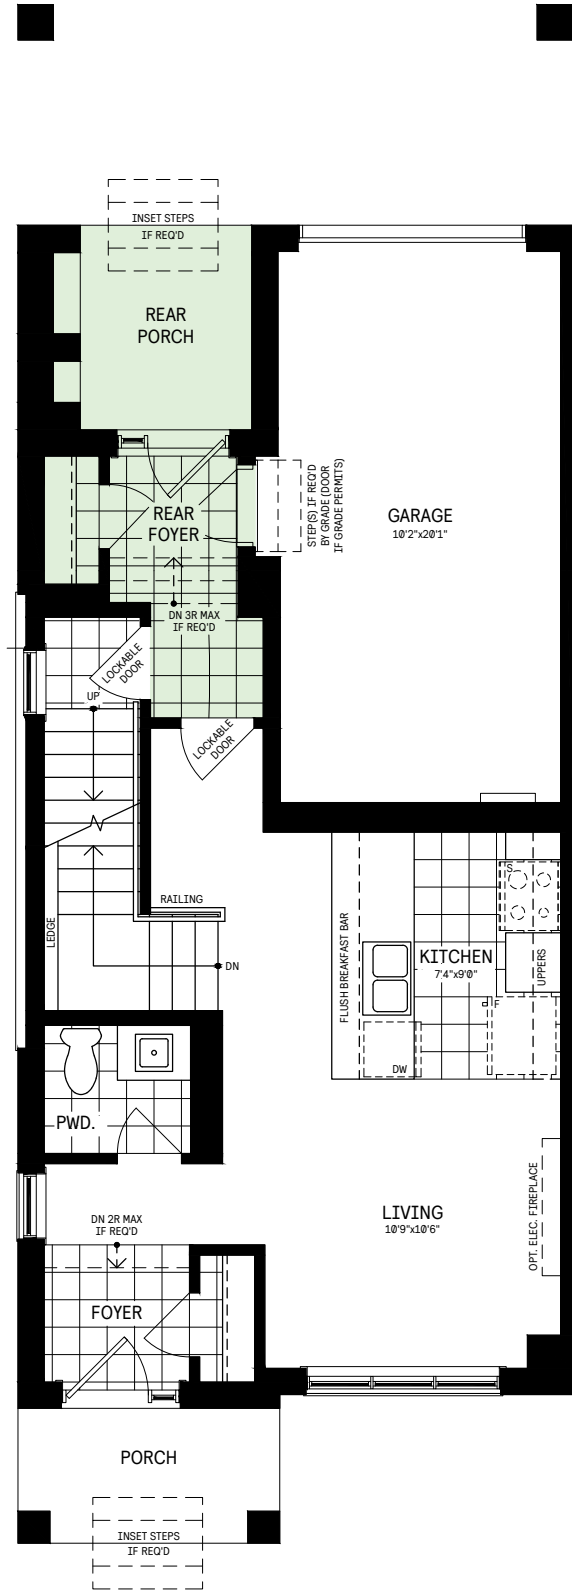 INSET STEPS
IF REQ'D
REAR
PORCH
REAR
FOYER
STEP(S) IF REQ'D
BY GRADE (DOOR
IF GRADE PERMITS)
GARAGE
10'2"x20'1"
DN 3R MAX
IF REQ'D
LOCKABLE
DOOR
UP
LOCKABLE
DOOR
RAILING
LEDGE
DN
FLUSH BREAKFAST BAR
S
KITCHEN
7'4"x9'0"
UPPERS
F
DW
PWD.
DN 2R MAX
IF REQ'D
LIVING
10'9"x10'6"
OPT. ELEC. FIREPLACE
FOYER
PORCH
INSET STEPS
IF REQ'D